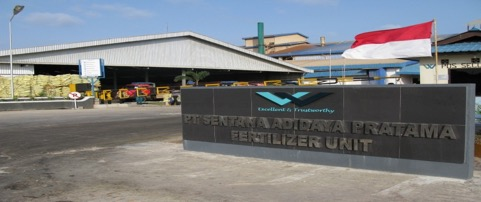 Excellent & Trustworthy
PT. SENTANA ADIDAYA PRATAMA
FERTILIZER UNIT